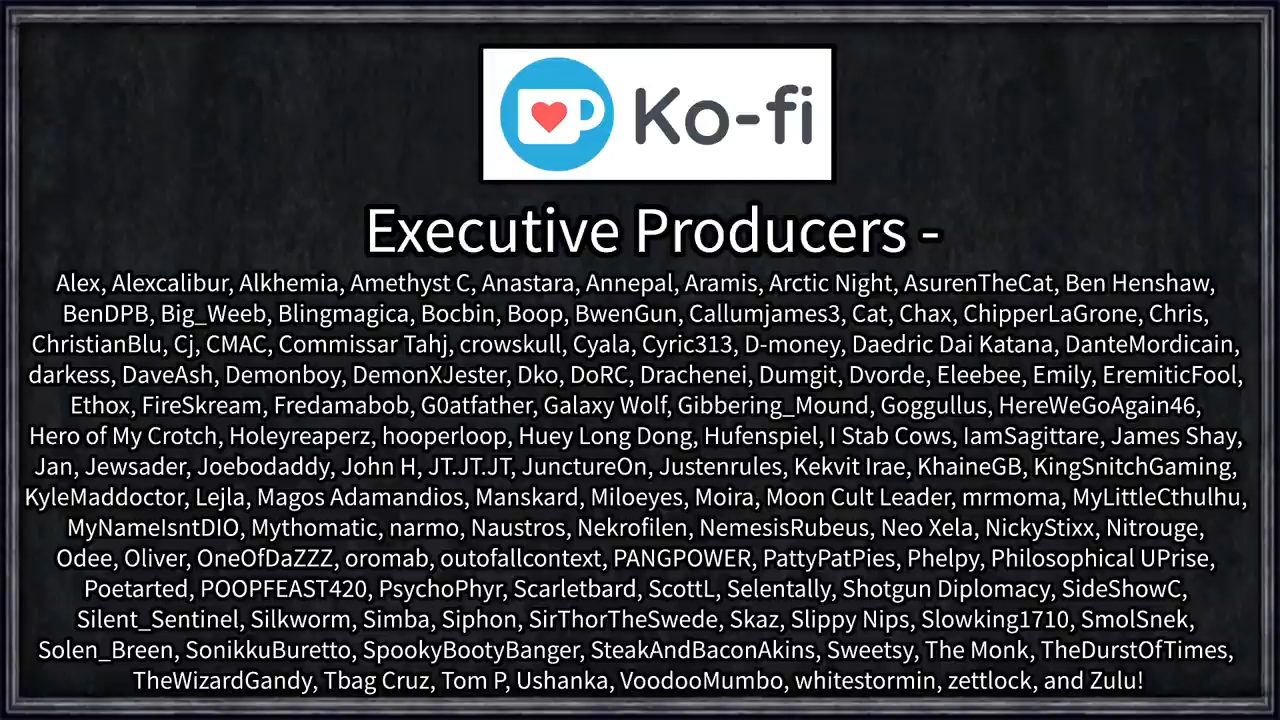 Ko-fi
Executive Producers -
Alex, Alexcalibur, Alkhemia, Amethyst C, Anastara, Annepal, Aramis, Arctic Night, AsurenTheCat, Ben Henshaw,
BenDPB, Big_Weeb, Blingmagica, Bocbin, Boop, BwenGun, Callumjames3, Cat, Chax, ChipperLaGrone, Chris,
ChristianBlu, Cj, CMAC, Commissar Tahj, crowskull, Cyala, Cyric313, D-money, Daedric Dai Katana, DanteMordicain,
darkess, DaveAsh, Demonboy, DemonXJester, Dko, DoRC, Drachenei, Dumgit, Dvorde, Eleebee, Emily, EremiticFool,
Ethox, FireSkream, Fredamabob, G0atfather, Galaxy Wolf, Gibbering_Mound, Goggullus, HereWeGoAgain46,
Hero of My Crotch, Holeyreaperz, hooperloop, Huey Long Dong, Hufenspiel, I Stab Cows, IamSagittare, James Shay,
Jan, Jewsader, Joebodaddy, John H, JT.JT.JT, JunctureOn, Justenrules, Kekvit Irae, KhaineGB, KingSnitchGaming,
KyleMaddoctor, Lejla, Magos Adamandios, Manskard, Miloeyes, Moira, Moon Cult Leader, mrmoma, MyLittleCthulhu,
MyNameIsntDIO, Mythomatic, narmo, Naustros, Nekrofilen, NemesisRubeus, Neo Xela, NickyStixx, Nitrouge,
Odee, Oliver, OneOfDaZZZ, oromab, outofallcontext, PANGPOWER, PattyPatPies, Phelpy, Philosophical UPrise,
Poetarted, POOPFEAST420, PsychoPhyr, Scarletbard, ScottL, Selentally, Shotgun Diplomacy, SideShowC,
Silent_Sentinel, Silkworm, Simba, Siphon, SirThorTheSwede, Skaz, Slippy Nips, Slowking1710, SmolSnek,
Solen_Breen, SonikkuBuretto, SpookyBootyBanger, SteakAndBaconAkins, Sweetsy, The Monk, TheDurstOfTimes,
TheWizardGandy, Tbag Cruz, Tom P, Ushanka, VoodooMumbo, whitestormin, zettlock, and Zulu!